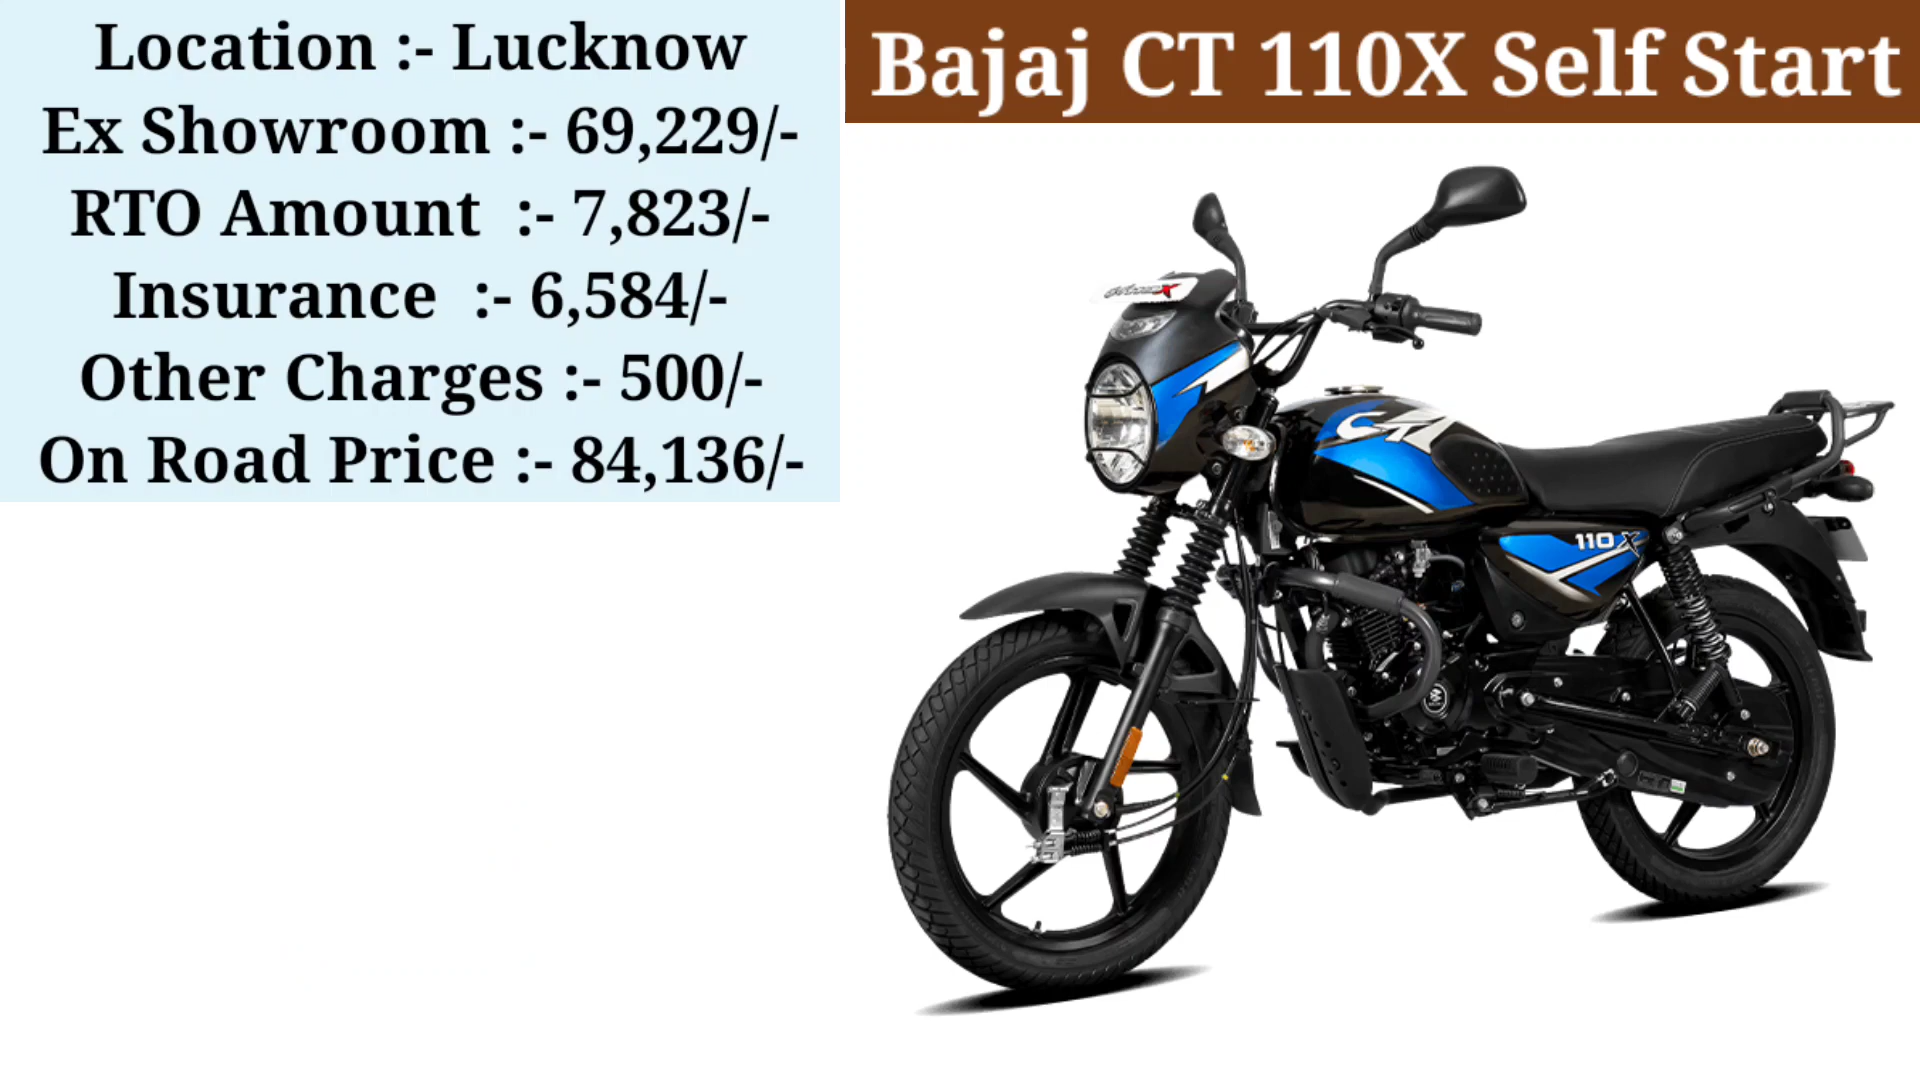 Location :- Lucknow
Ex Showroom :- 69,229/-
RTO Amount :- 7,823/-
Insurance :- 6,584/-
Other Charges :- 500/-
On Road Price :- 84,136/-
Bajaj CT 110X Self Start
CT
110X